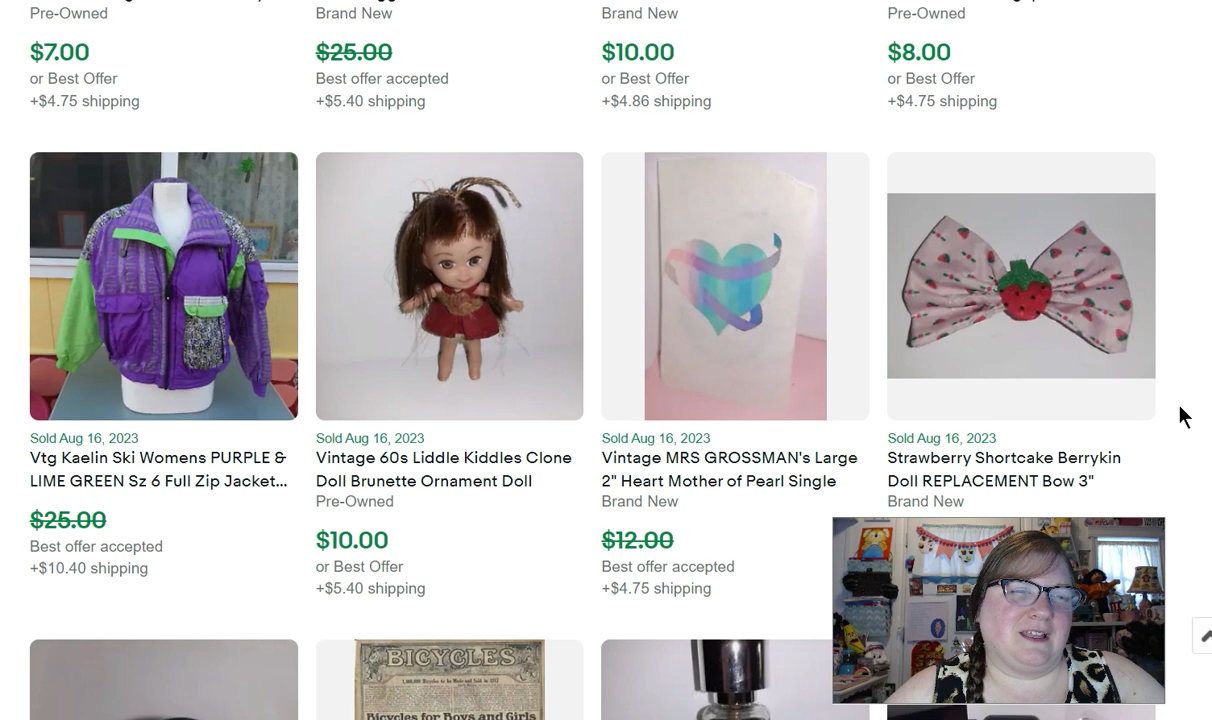 Pre-Owned
$7.00
or Best Offer
+$4.75 shipping
Brand New
$25.00
Best offer accepted
+$5.40 shipping
Brand New
$10.00
or Best Offer
+$4.86 shipping
Pre-Owned
$8.00
or Best Offer
+$4.75 shipping
Sold Aug 16, 2023
Vtg Kaelin Ski Womens PURPLE &
LIME GREEN Sz 6 Full Zip Jacket...
$25.00
Best offer accepted
+$10.40 shipping
Sold Aug 16, 2023
Vintage 60s Liddle Kiddles Clone
Doll Brunette Ornament Doll
Pre-Owned
$10.00
or Best Offer
+$5.40 shipping
Sold Aug 16, 2023
Vintage MRS GROSSMAN's Large
2" Heart Mother of Pearl Single
Brand New
$12.00
Best offer accepted
+$4.75 shipping
Sold Aug 16, 2023
Strawberry Shortcake Berrykin
Doll REPLACEMENT Bow 3"
Brand New
BICYCLES
Bicycles for Boys and Girls